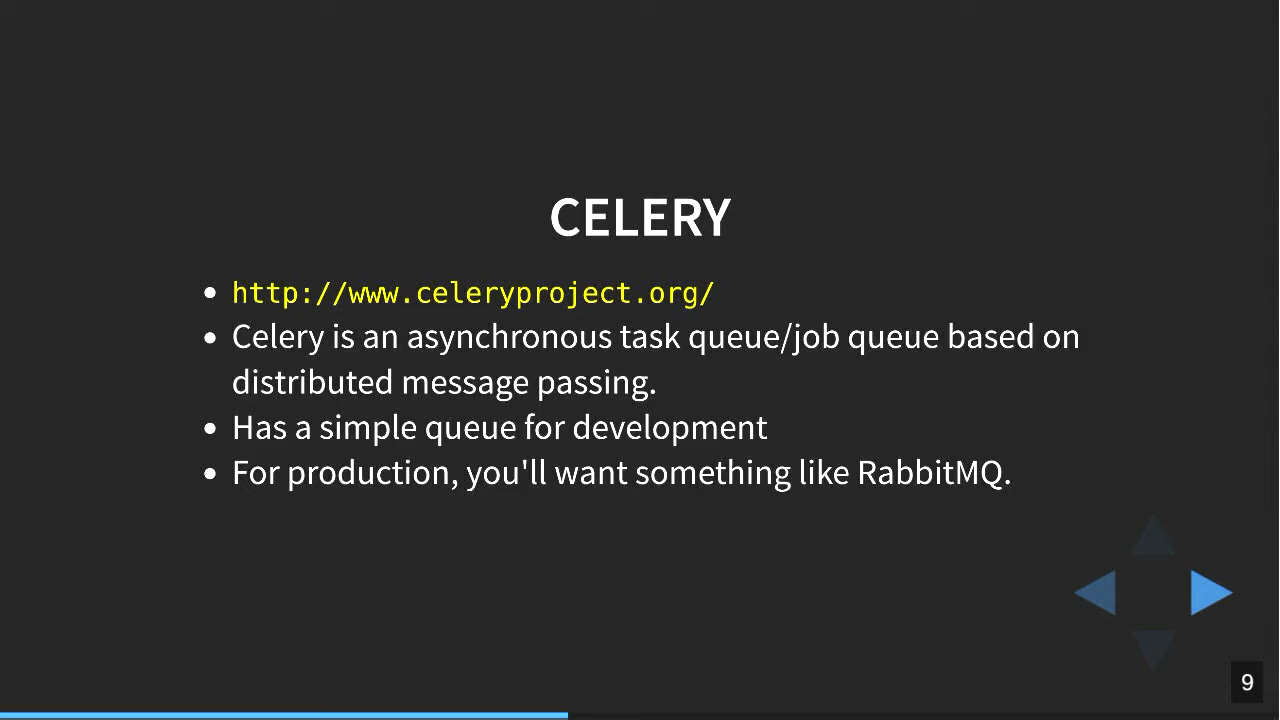 CELERY
http://www.celeryproject.org/
Celery is an asynchronous task queue/job queue based on
distributed message passing.
Has a simple queue for development
For production, you'll want something like RabbitMQ.
9